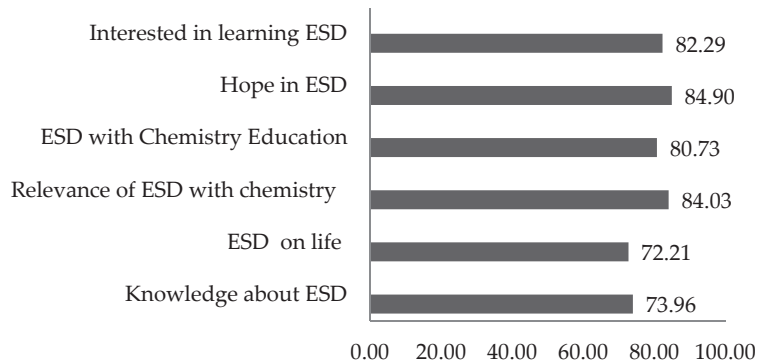 Interested in learning ESD 82.29
Hope in ESD 84.90
ESD with Chemistry Education 80.73
Relevance of ESD with chemistry 84.03
ESD on life 72.21
Knowledge about ESD 73.96
0.00 20.00 40.00 60.00 80.00 100.00